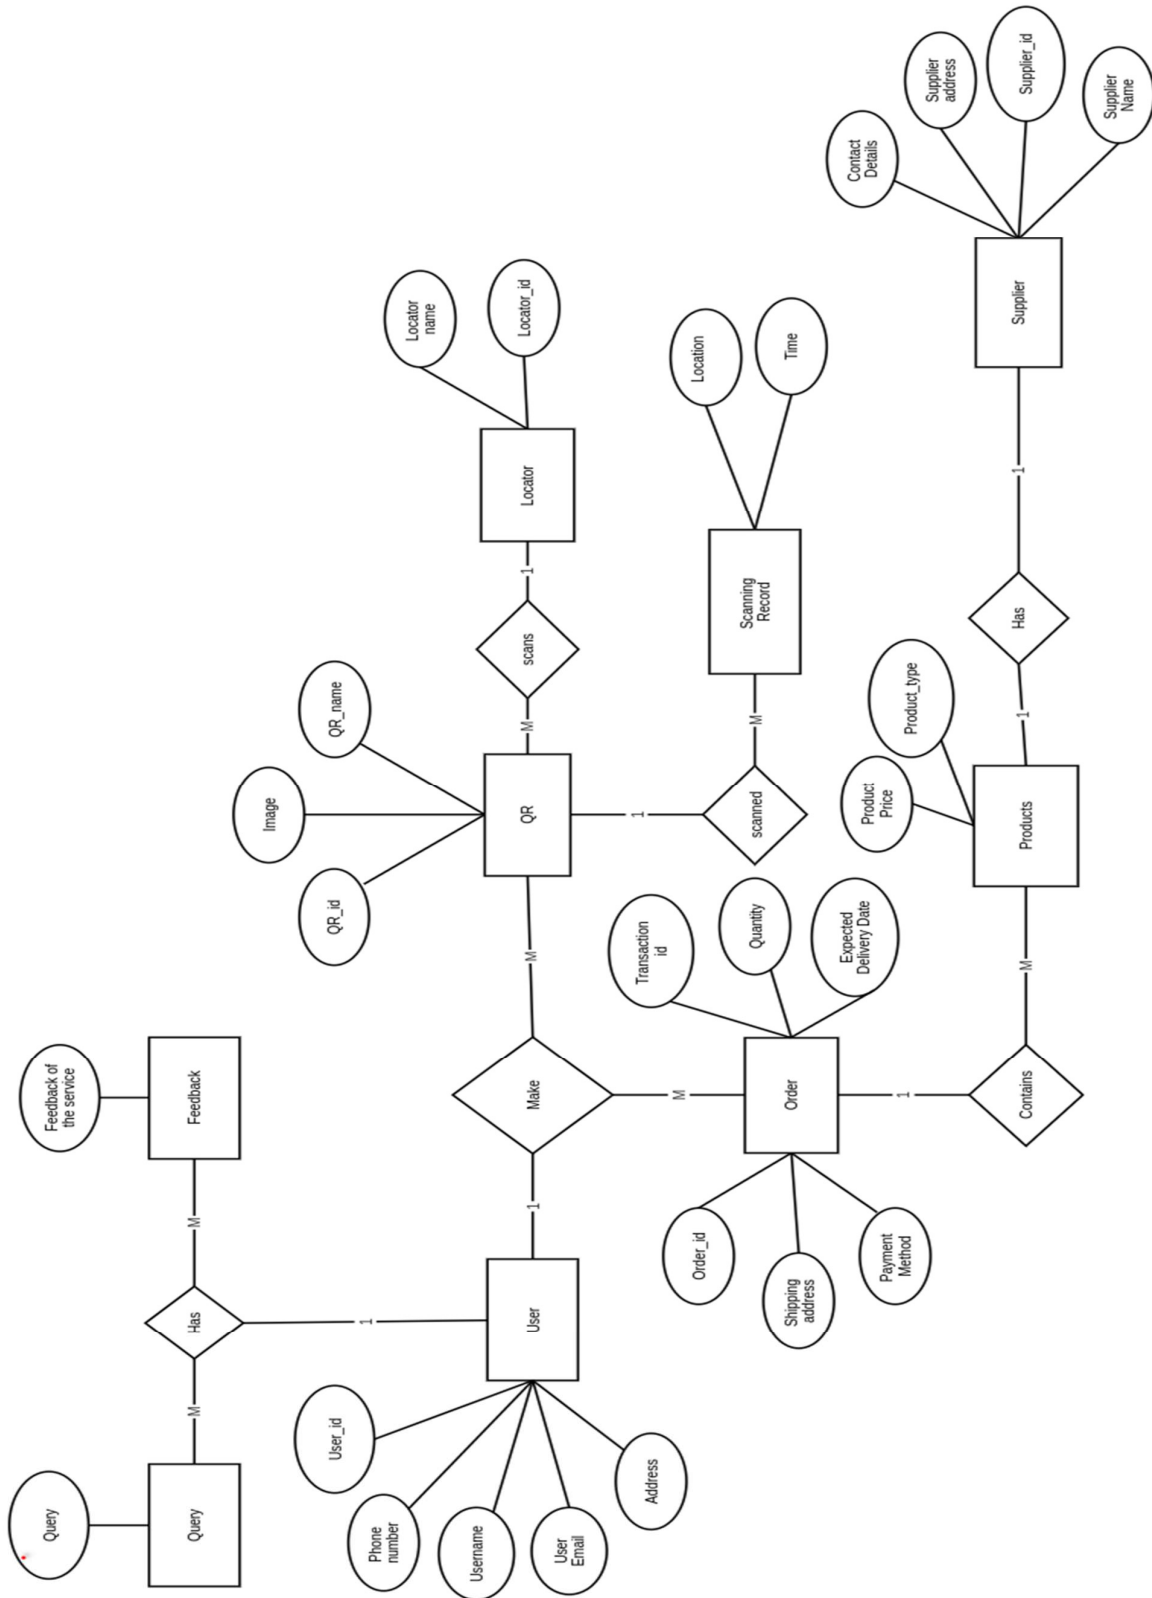 Query
Feedback of
the service
Query
M
Has
M
Feedback
Image
User_id
QR_id
QR_name
1
Phone
number
Locator
name
Username
Locator_id
User
1
Make
M
QR
M
scans
1
Locator
User
Email
1
Address
Transaction
id
M
Order_id
Location
Quantity
scanned
M
Scanning
Record
Order
Time
Shipping
address
Expected
Delivery Date
Contact
Details
Product
Price
Payment
Method
1
Product_type
Supplier
address
Contains
M
Products
1
Has
1
Supplier
Supplier_id
Supplier
Name